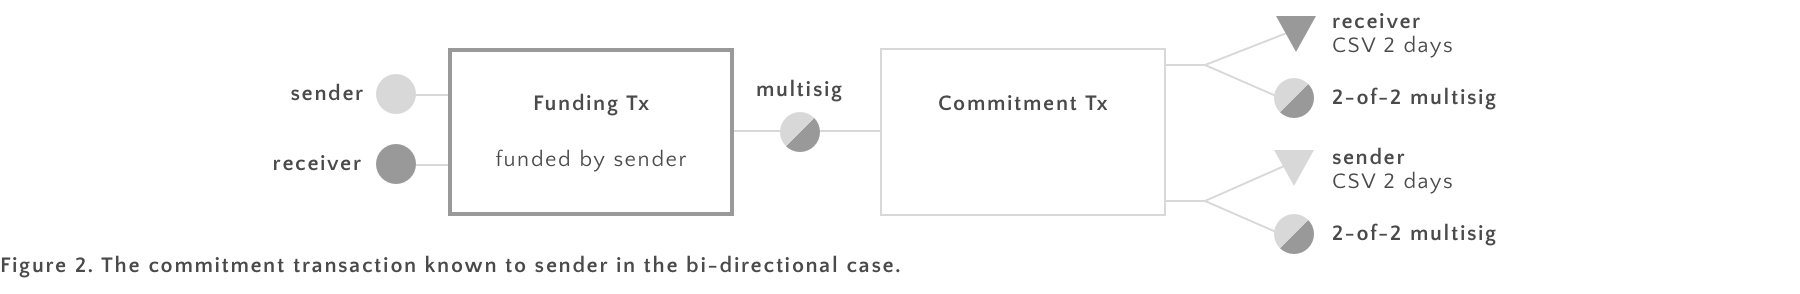 sender
receiver
Funding Tx
funded by sender
multisig
Commitment Tx
receiver
CSV 2 days
2-of-2 multisig
sender
CSV 2 days
2-of-2 multisig
Figure 2. The commitment transaction known to sender in the bi-directional case.